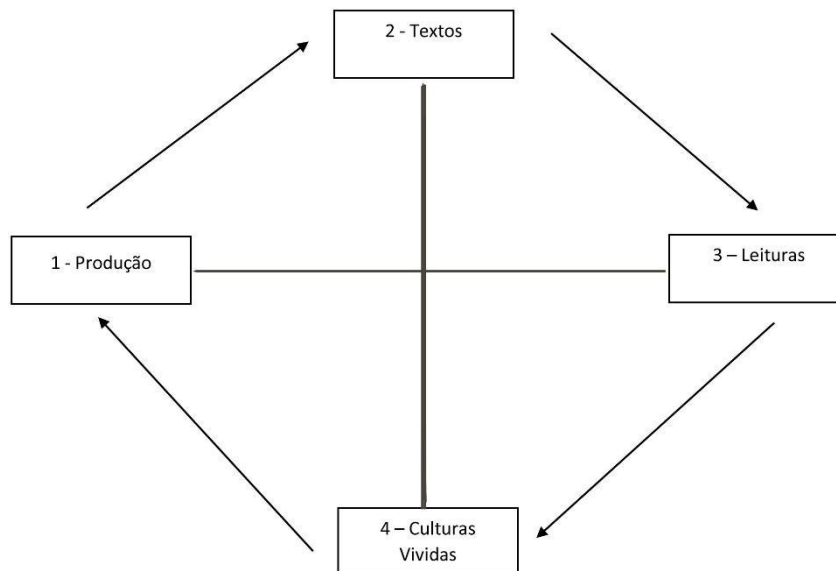 2 - Textos
1 - Produção
3 – Leituras
4 – Culturas
Vividas